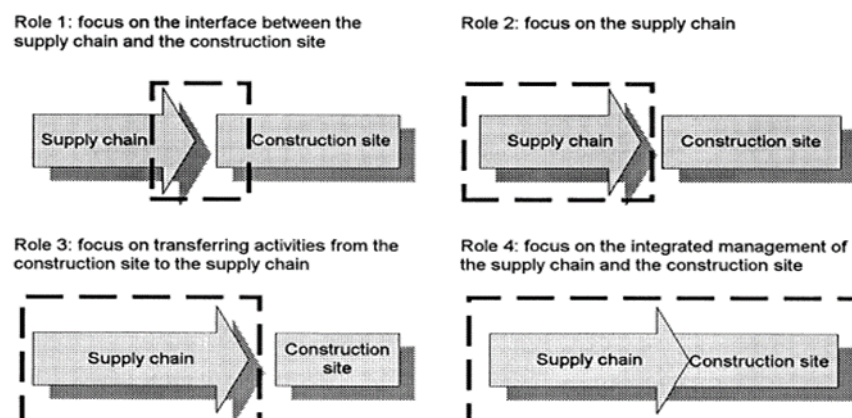 Role 1: focus on the interface between the
supply chain and the construction site
Role 2: focus on the supply chain
Supply chain
Construction site
Supply chain
Construction site
Role 3: focus on transferring activities from the
construction site to the supply chain
Role 4: focus on the integrated management of
the supply chain and the construction site
Supply chain
Construction
site
Supply chain
Construction site